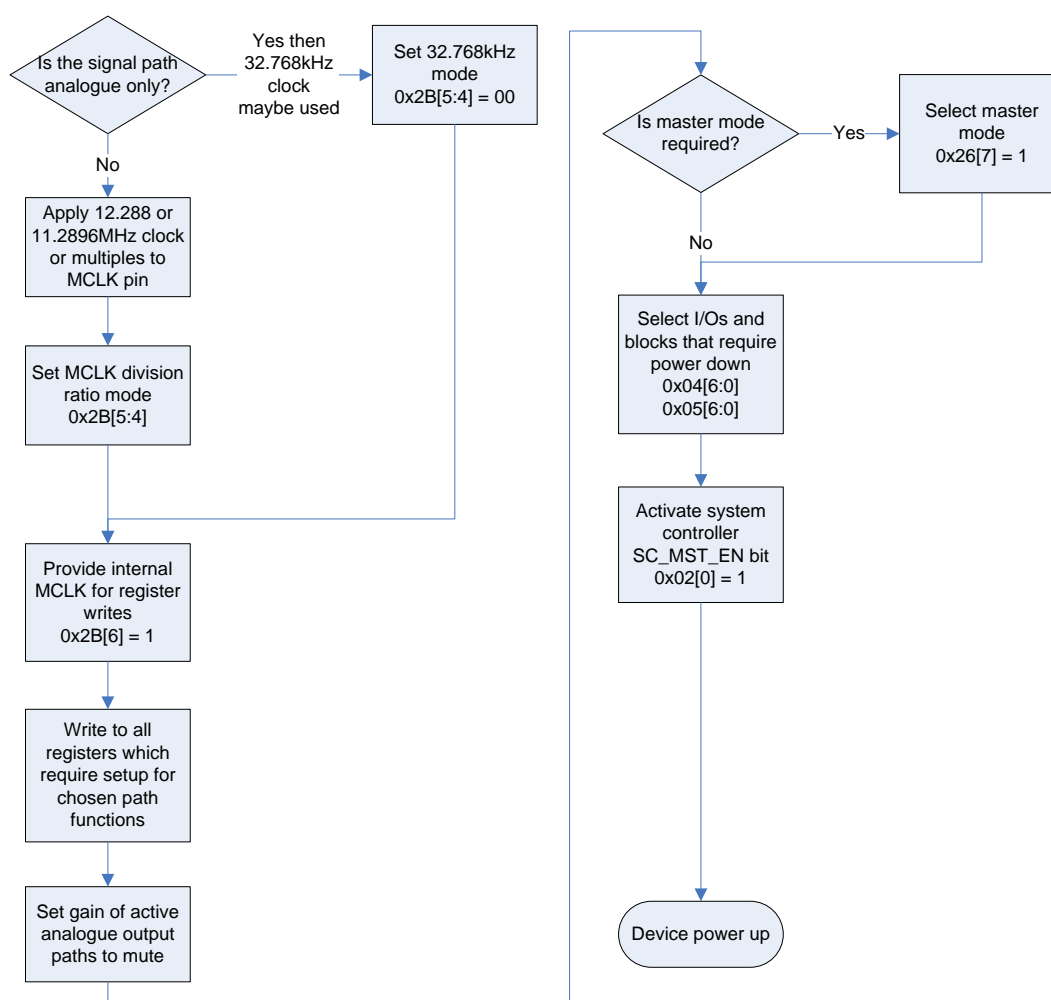 Is the signal path
analogue only?
Yes then
32.768kHz
clock
maybe used
Set 32.768kHz
mode
0x2B[5:4] = 00
No
Apply 12.288 or
11.2896MHz clock
or multiples to
MCLK pin
Set MCLK division
ratio mode
0x2B[5:4]
Provide internal
MCLK for register
writes
0x2B[6] = 1
Write to all
registers which
require setup for
chosen path
functions
Set gain of active
analogue output
paths to mute
Is master mode
required?
Yes
Select master
mode
0x26[7] = 1
No
Select I/Os and
blocks that require
power down
0x04[6:0]
0x05[6:0]
Activate system
controller
SC_MST_EN bit
0x02[0] = 1
Device power up